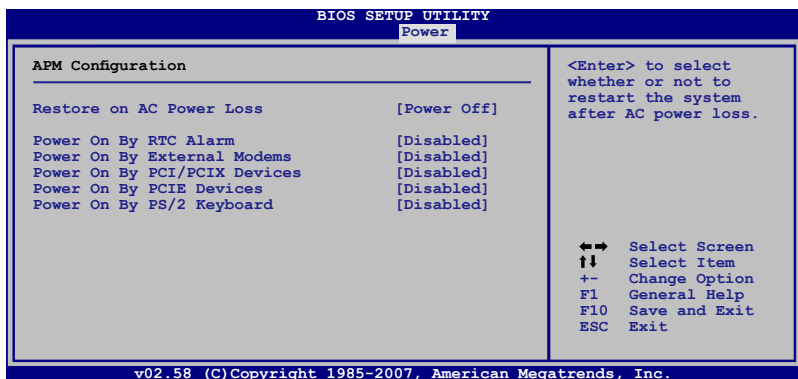 BIOS SETUP UTILITY
Power
APM Configuration
Restore on AC Power Loss [Power Off]
Power On By RTC Alarm [Disabled]
Power On By External Modems [Disabled]
Power On By PCI/PCIX Devices [Disabled]
Power On By PCIE Devices [Disabled]
Power On By PS/2 Keyboard [Disabled]
<Enter> to select
whether or not to
restart the system
after AC power loss.
←→ Select Screen
↑↓ Select Item
+- Change Option
F1 General Help
F10 Save and Exit
ESC Exit
v02.58 (C)Copyright 1985-2007, American Megatrends, Inc.